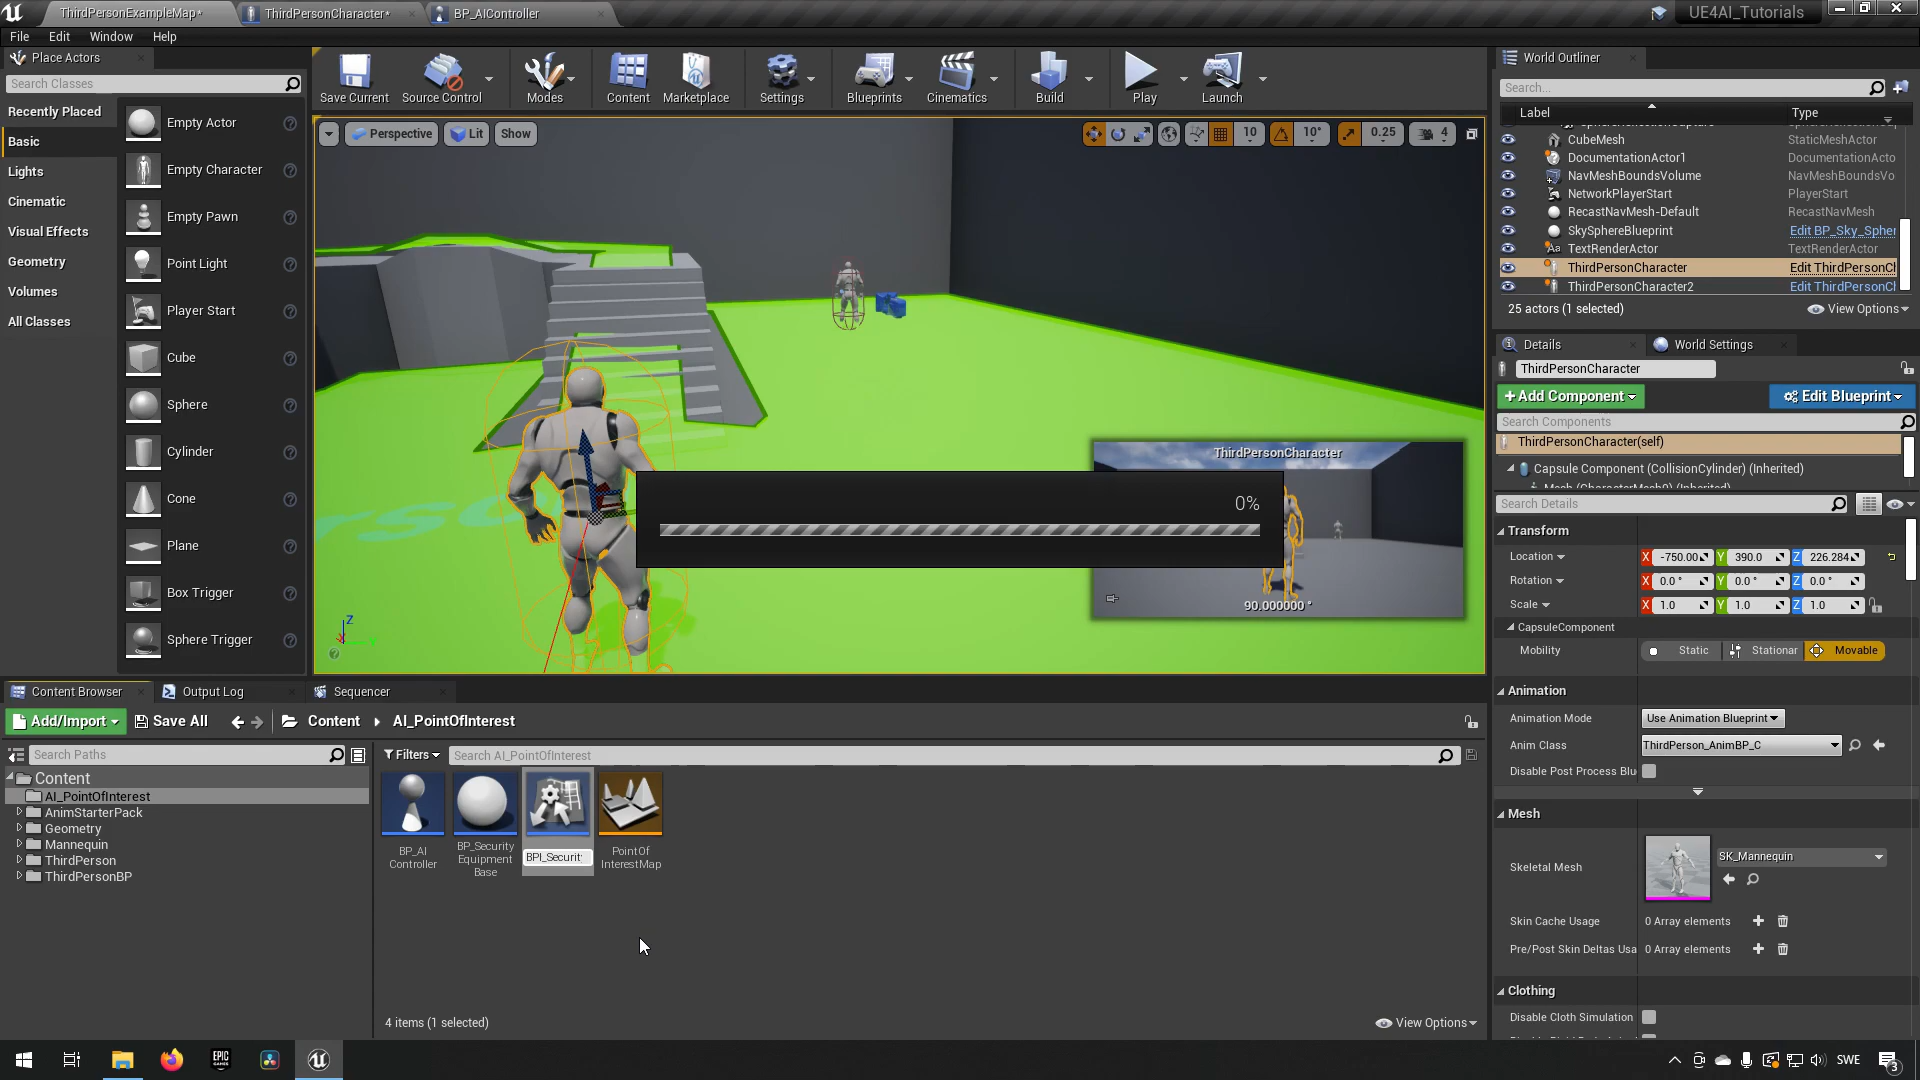 ThirdPersonExampleMap*
ThirdPersonCharacter*
BP_AIController
UE4AI_Tutorials
File Edit Window Help
Place Actors
Search Classes
Recently Placed
Basic
Lights
Cinematic
Visual Effects
Geometry
Volumes
All Classes
Empty Actor
Empty Character
Empty Pawn
Point Light
Player Start
Cube
Sphere
Cylinder
Cone
Plane
Box Trigger
Sphere Trigger
Save Current
Source Control
Modes
Content
Marketplace
Settings
Blueprints
Cinematics
Build
Play
Launch
Perspective
Lit
Show
10
10°
0.25
4
ThirdPersonCharacter
0%
90.000000 °
World Outliner
Search...
Label Type
CubeMesh StaticMeshActor
DocumentationActor1 DocumentationActo
NavMeshBoundsVolume NavMeshBoundsVo
NetworkPlayerStart PlayerStart
RecastNavMesh-Default RecastNavMesh
SkySphereBlueprint Edit BP_Sky_Spher
TextRenderActor TextRenderActor
ThirdPersonCharacter Edit ThirdPersonCh
ThirdPersonCharacter2 Edit ThirdPersonCh
25 actors (1 selected)
View Options
Details
World Settings
ThirdPersonCharacter
+Add Component
Edit Blueprint
Search Components
ThirdPersonCharacter(self)
Capsule Component (CollisionCylinder) (Inherited)
Mesh (CharacterMesh0) (Inherited)
Search Details
Transform
Location X -750.00 Y 390.0 Z 226.284
Rotation X 0.0 ° Y 0.0 ° Z 0.0 °
Scale X 1.0 Y 1.0 Z 1.0
CapsuleComponent
Mobility Static Stationar Movable
Animation
Animation Mode Use Animation Blueprint
Anim Class ThirdPerson_AnimBP_C
Disable Post Process Blu
Mesh
Skeletal Mesh SK_Mannequin
Skin Cache Usage 0 Array elements
Pre/Post Skin Deltas Usa 0 Array elements
Clothing
Disable Cloth Simulation
Content Browser
Output Log
Sequencer
Add/Import
Save All
Content
AI_PointOfInterest
Search Paths
Filters
Search AI_PointOfInterest
Content
AI_PointOfInterest
AnimStarterPack
Geometry
Mannequin
ThirdPerson
ThirdPersonBP
BP_AI
Controller
BP_Security
Equipment
Base
BPI_Securit
PointOf
InterestMap
4 items (1 selected)
View Options
EPIC
GAMES
SWE
3